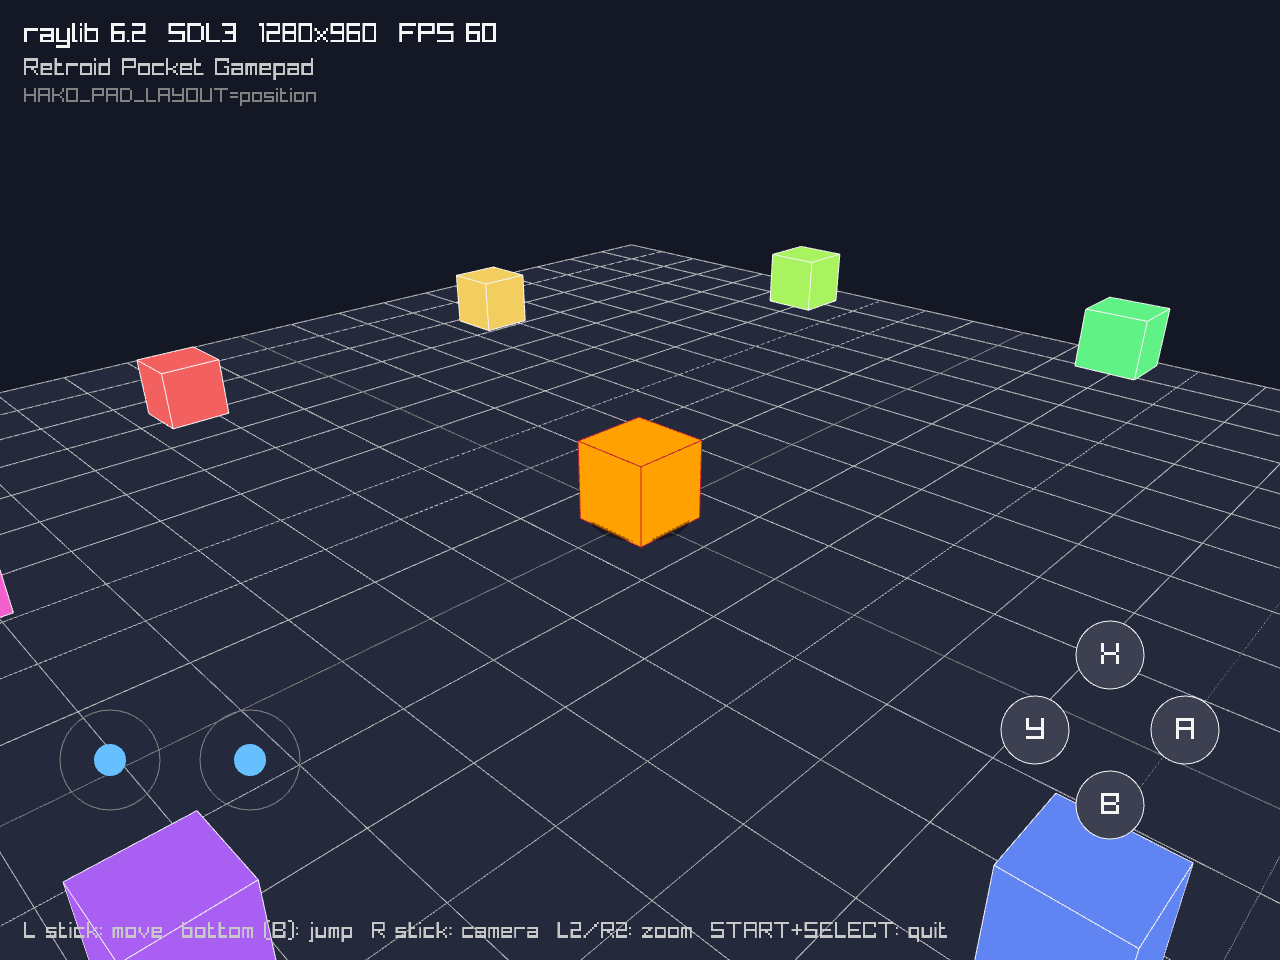 raylib 6.2  SDL3  1280x960  FPS 60
Retroid Pocket Gamepad
HAKO_PAD_LAYOUT=position
X
Y
A
B
L stick: move  bottom (B): jump  R stick: camera  L2/R2: zoom  START+SELECT: quit